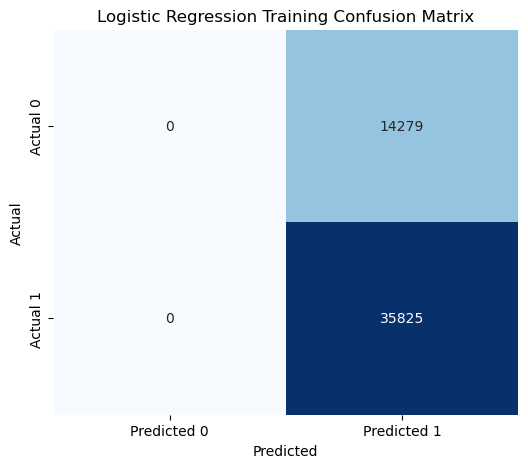 Logistic Regression Training Confusion Matrix
Actual
Actual 0
0
14279
Actual 1
0
35825
Predicted 0
Predicted 1
Predicted